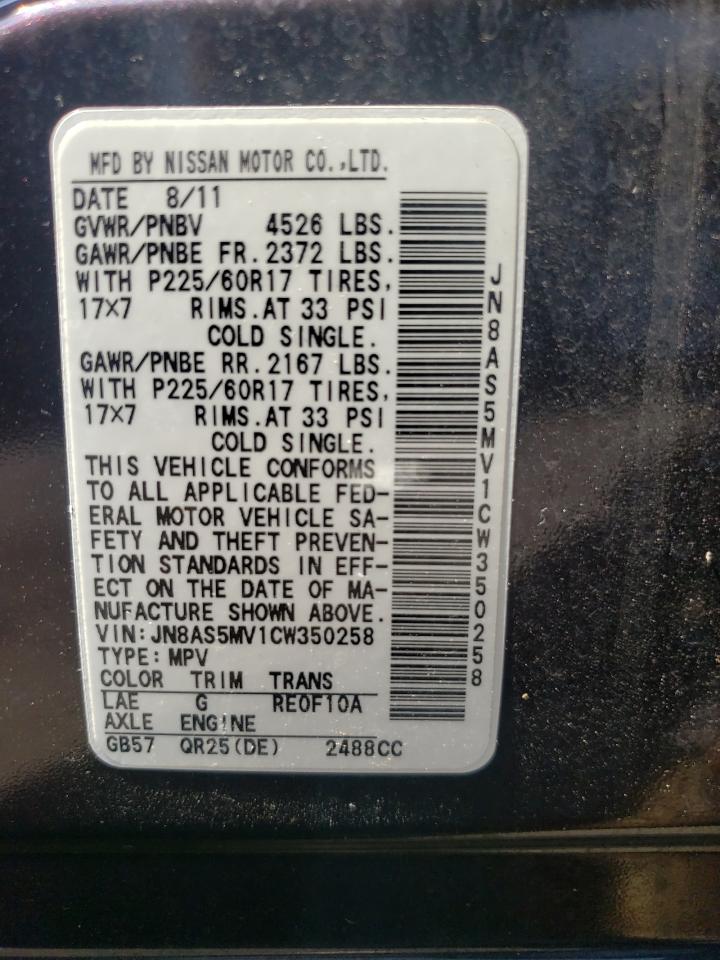 MFD BY NISSAN MOTOR CO.,LTD.
DATE 8/11
GVWR/PNBV 4526 LBS.
GAWR/PNBE FR. 2372 LBS.
WITH P225/60R17 TIRES,
17×7 RIMS.AT 33 PSI
COLD SINGLE.
GAWR/PNBE RR. 2167 LBS.
WITH P225/60R17 TIRES,
17×7 RIMS.AT 33 PSI
COLD SINGLE.
THIS VEHICLE CONFORMS
TO ALL APPLICABLE FED-
ERAL MOTOR VEHICLE SA-
FETY AND THEFT PREVEN-
TION STANDARDS IN EFF-
ECT ON THE DATE OF MA-
NUFACTURE SHOWN ABOVE.
VIN:JN8AS5MV1CW350258
TYPE:MPV
COLOR TRIM TRANS
LAE G RE0F10A
AXLE ENGINE
GB57 QR25(DE) 2488CC
JN8AS5MV1CW350258